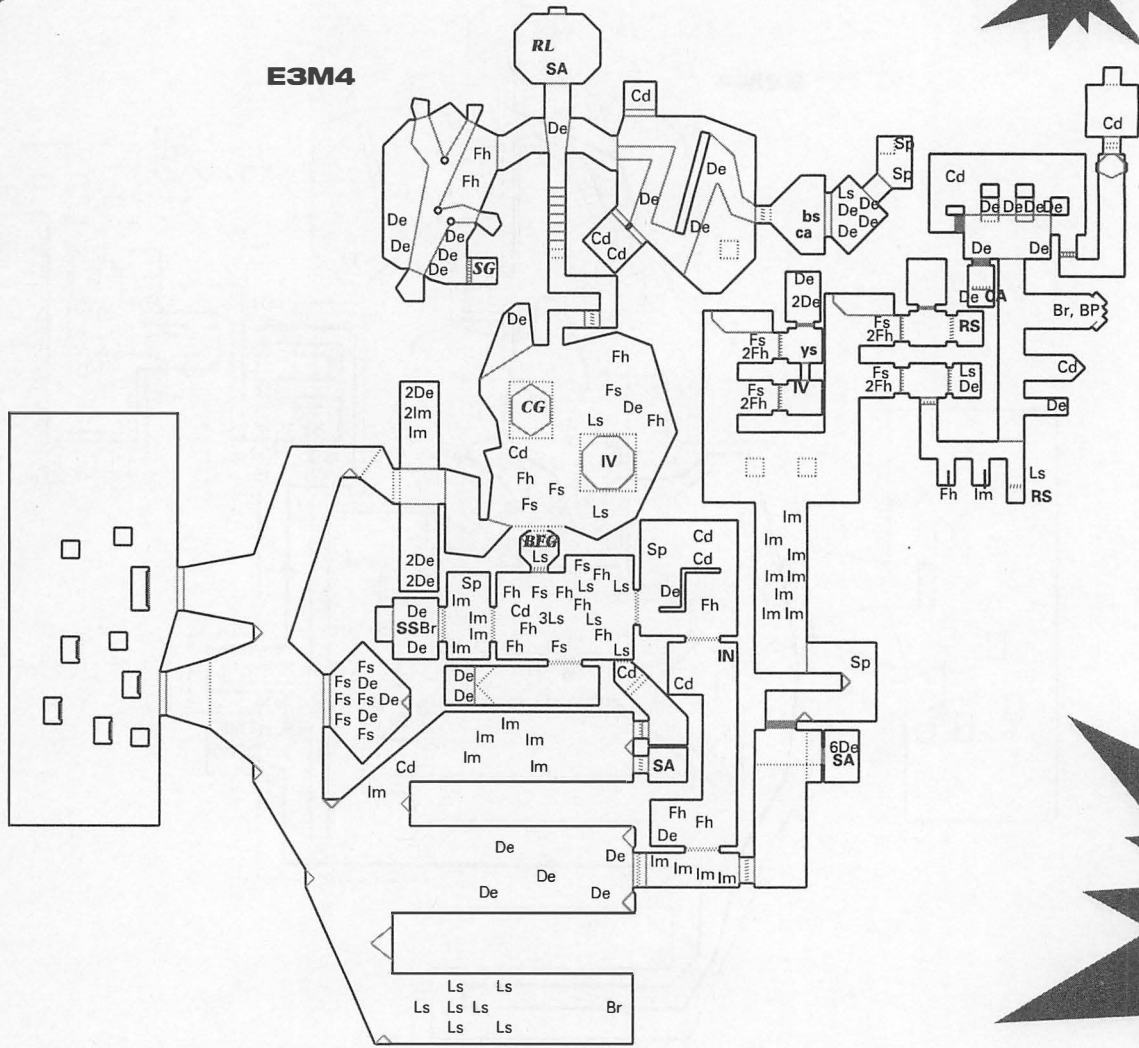 E3M4
RL
SA
Cd
De
Fh
Fh
De
De
De
De
De
De
SG
Cd
Cd
De
De
De
bs
ca
Ls
De
De
De
De
Sp
Sp
Cd
Cd
De De De De
De
De
De CA
Br, BP
RS
Fs
2Fh
Fs
2Fh
Ls
De
Cd
De
Fh
Im
Ls
RS
De
2De
Fs
2Fh
ys
IV
Fs
2Fh
De
CG
Fh
Fs
De
Fh
Ls
IV
Cd
Fh
Fs
Fs
Ls
BFG
Ls
2De
2Im
Im
2De
2De
De
SSBr
De
Sp
Im
Im
Im
Im
Fh
Fs
Fh
Fs
Fh
Ls
Ls
Cd
3Ls
Fh
Ls
Fh
Fh
Fh
Fs
Ls
Sp
Cd
Cd
De
Fh
IN
Cd
Cd
De
De
Fs
Fs De
Fs Fs De
Fs De
Fs
Im
Im
Im
Im
Im
Cd
Im
SA
Fh
Fh
De
De
De
De
De
De
Im
Im
Im
Im
Im
Im
Im
Im Im
Im
Im Im
Sp
6De
SA
Im
Im
Im
Im
Ls Ls
Ls Ls Ls
Ls Ls
Br